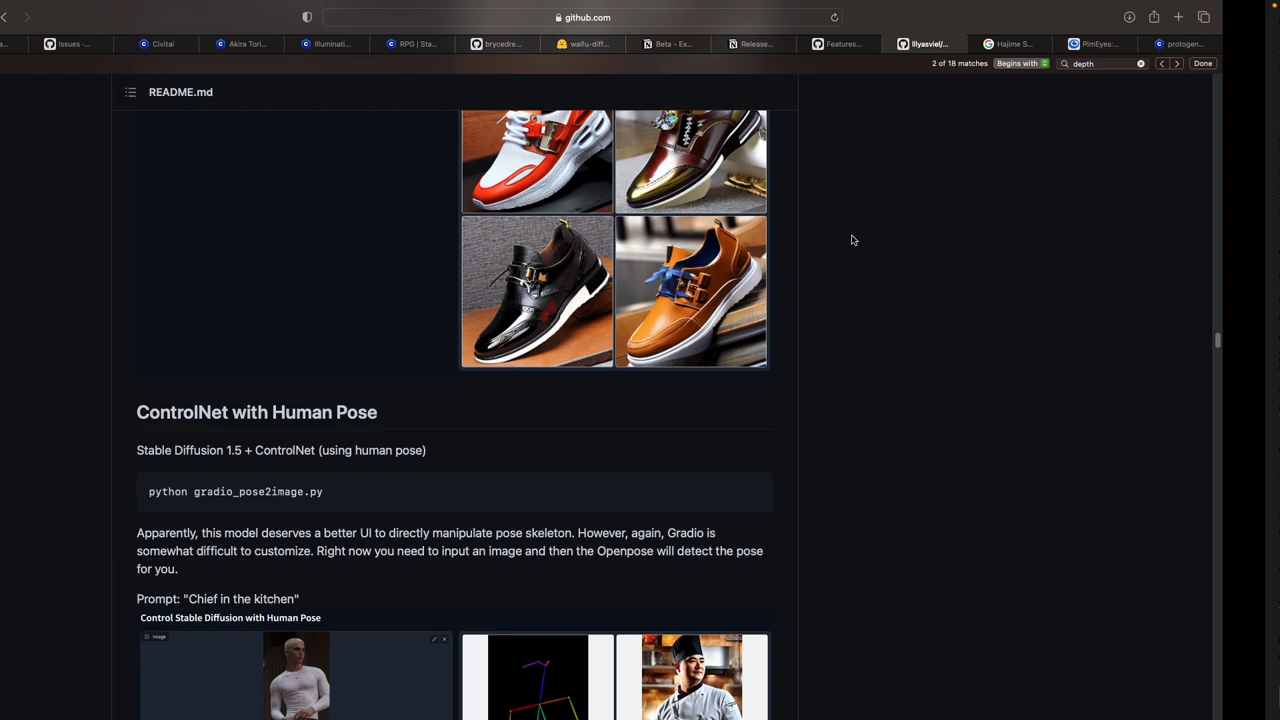 github.com
Issues -...
Civitai
Akira Tori...
Illuminati...
RPG | Sta...
brycedre...
waifu-diff...
Beta - Ex...
Release...
Features...
lllyasviel/...
Hajime S...
PimEyes:...
protogen...
2 of 18 matches
Begins with
depth
Done
README.md
ControlNet with Human Pose
Stable Diffusion 1.5 + ControlNet (using human pose)
python gradio_pose2image.py
Apparently, this model deserves a better UI to directly manipulate pose skeleton. However, again, Gradio is
somewhat difficult to customize. Right now you need to input an image and then the Openpose will detect the pose
for you.
Prompt: "Chief in the kitchen"
Control Stable Diffusion with Human Pose
Image